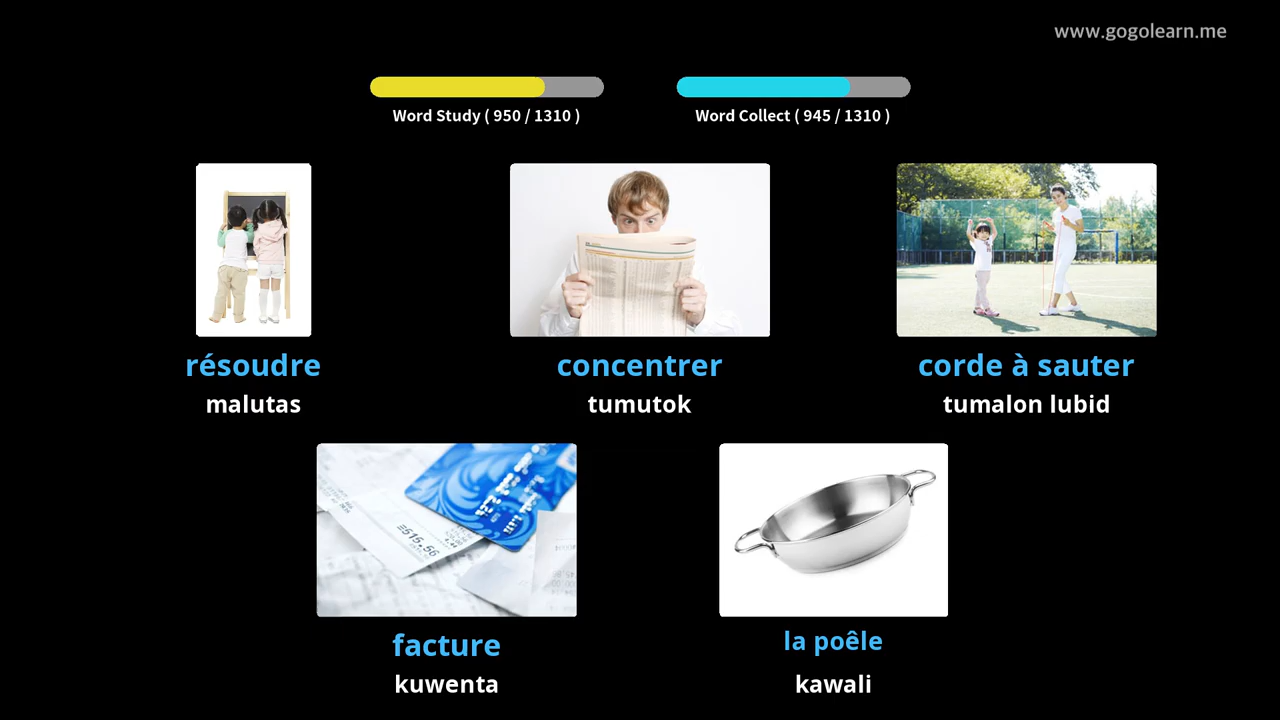 www.gogolearn.me
Word Study ( 950 / 1310 )
Word Collect ( 945 / 1310 )
résoudre
malutas
concentrer
tumutok
corde à sauter
tumalon lubid
facture
kuwenta
la poêle
kawali